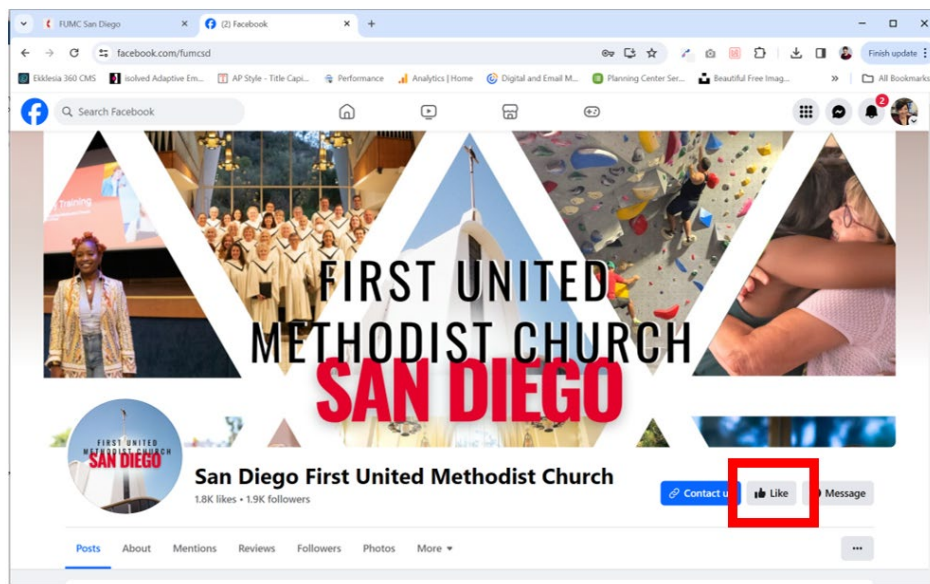 FUMC San Diego
(2) Facebook
facebook.com/fumcsd
Finish update
Ekklesia 360 CMS
isolved Adaptive Em...
AP Style - Title Capi...
Performance
Analytics | Home
Digital and Email M...
Planning Center Ser...
Beautiful Free Imag...
»
All Bookmarks
Search Facebook
2
Training
FIRST UNITED
METHODIST CHURCH
SAN DIEGO
FIRST UNITED
METHODIST CHURCH
SAN DIEGO
San Diego First United Methodist Church
1.8K likes • 1.9K followers
Contact u
Like
Message
Posts
About
Mentions
Reviews
Followers
Photos
More